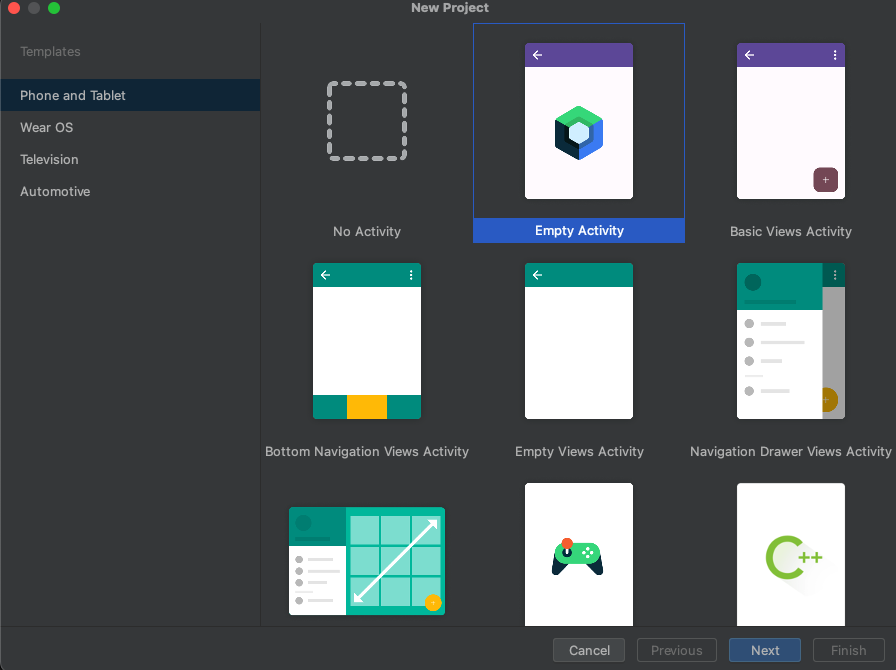 New Project
Templates
Phone and Tablet
Wear OS
Television
Automotive
No Activity
Empty Activity
Basic Views Activity
Bottom Navigation Views Activity
Empty Views Activity
Navigation Drawer Views Activity
C++
Cancel
Previous
Next
Finish